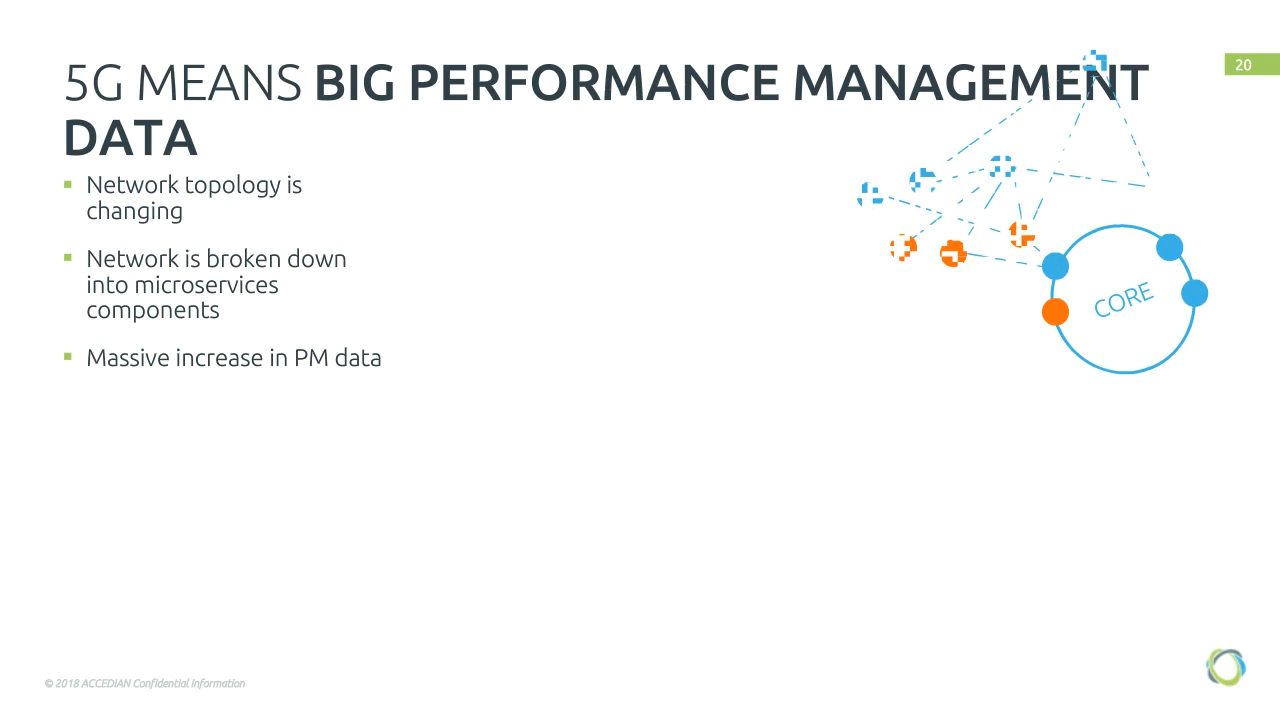 5G MEANS BIG PERFORMANCE MANAGEMENT
DATA
20
Network topology is
changing
Network is broken down
into microservices
components
Massive increase in PM data
CORE
© 2018 ACCEDIAN Confidential Information